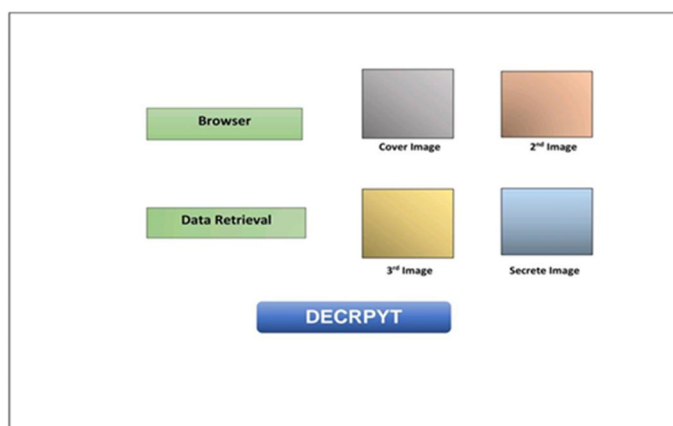 Browser
Cover Image
2nd Image
Data Retrieval
3rd Image
Secrete Image
DECRPYT